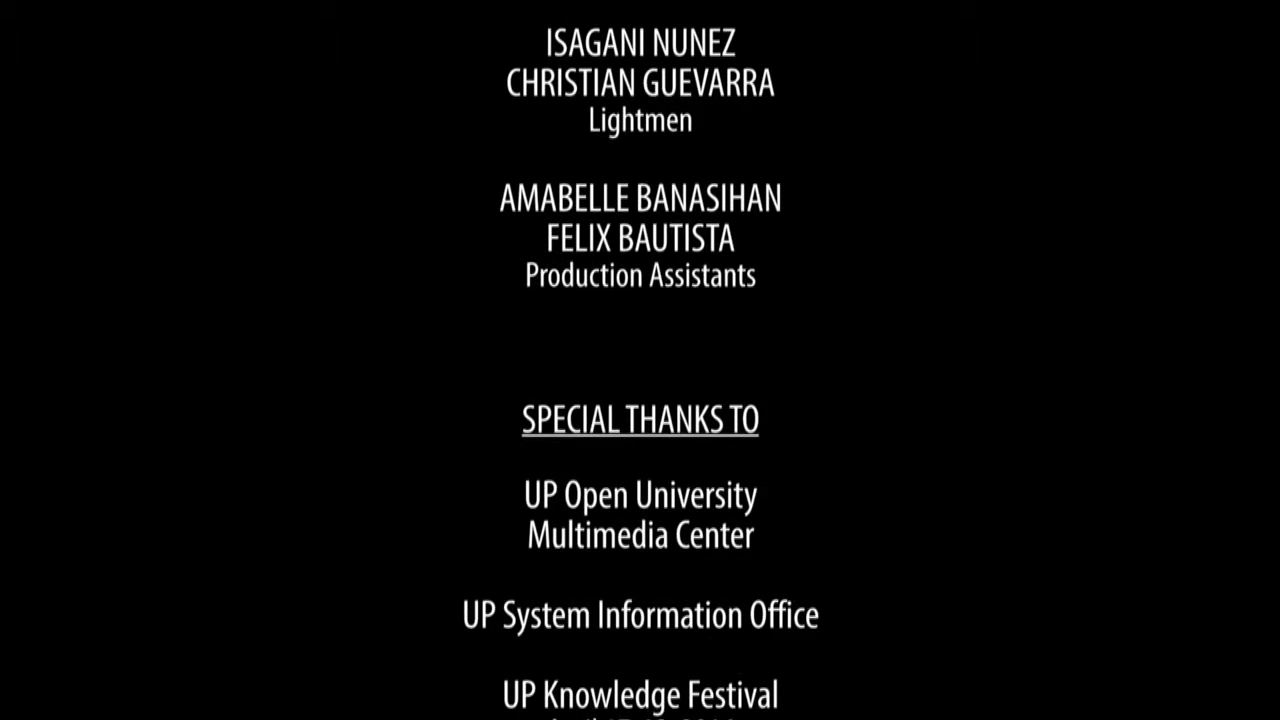 ISAGANI NUNEZ
CHRISTIAN GUEVARRA
Lightmen
AMABELLE BANASIHAN
FELIX BAUTISTA
Production Assistants
SPECIAL THANKS TO
UP Open University
Multimedia Center
UP System Information Office
UP Knowledge Festival